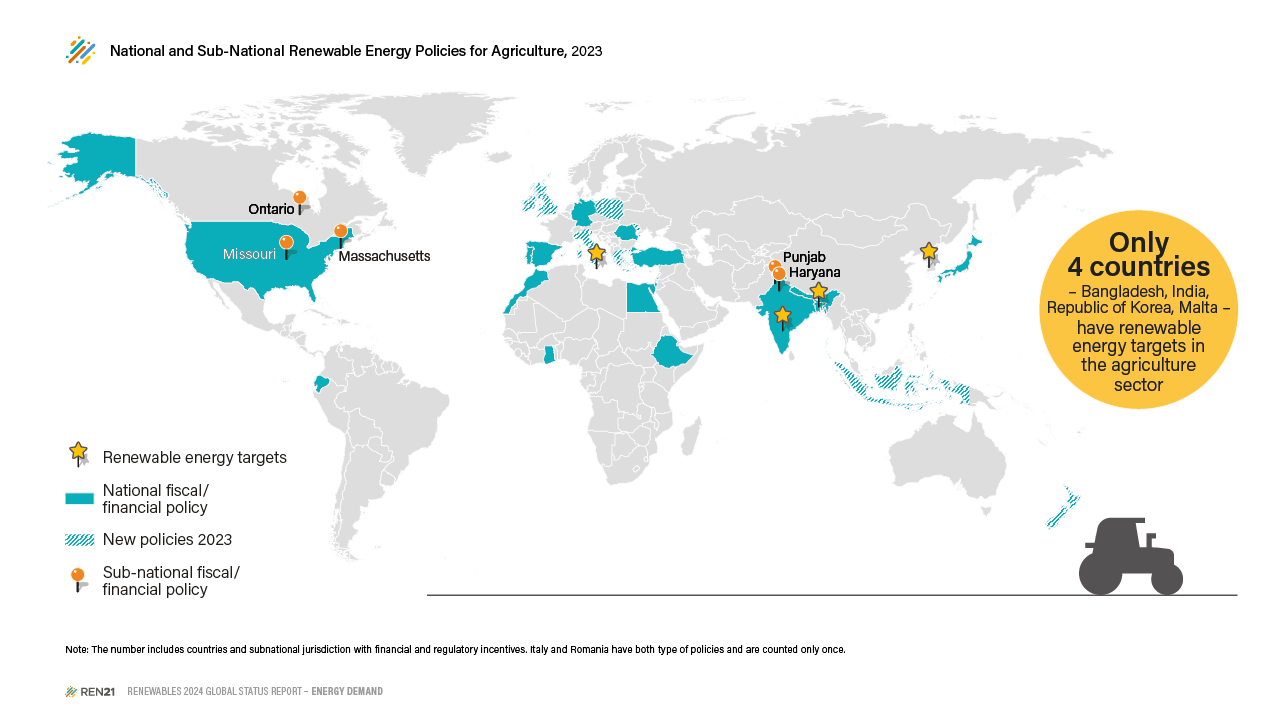 National and Sub-National Renewable Energy Policies for Agriculture, 2023
Ontario
Missouri
Massachusetts
Punjab
Haryana
Only
4 countries
– Bangladesh, India,
Republic of Korea, Malta –
have renewable
energy targets in
the agriculture
sector
Renewable energy targets
National fiscal/
financial policy
New policies 2023
Sub-national fiscal/
financial policy
Note: The number includes countries and subnational jurisdiction with financial and regulatory incentives. Italy and Romania have both type of policies and are counted only once.
REN21 RENEWABLES 2024 GLOBAL STATUS REPORT – ENERGY DEMAND